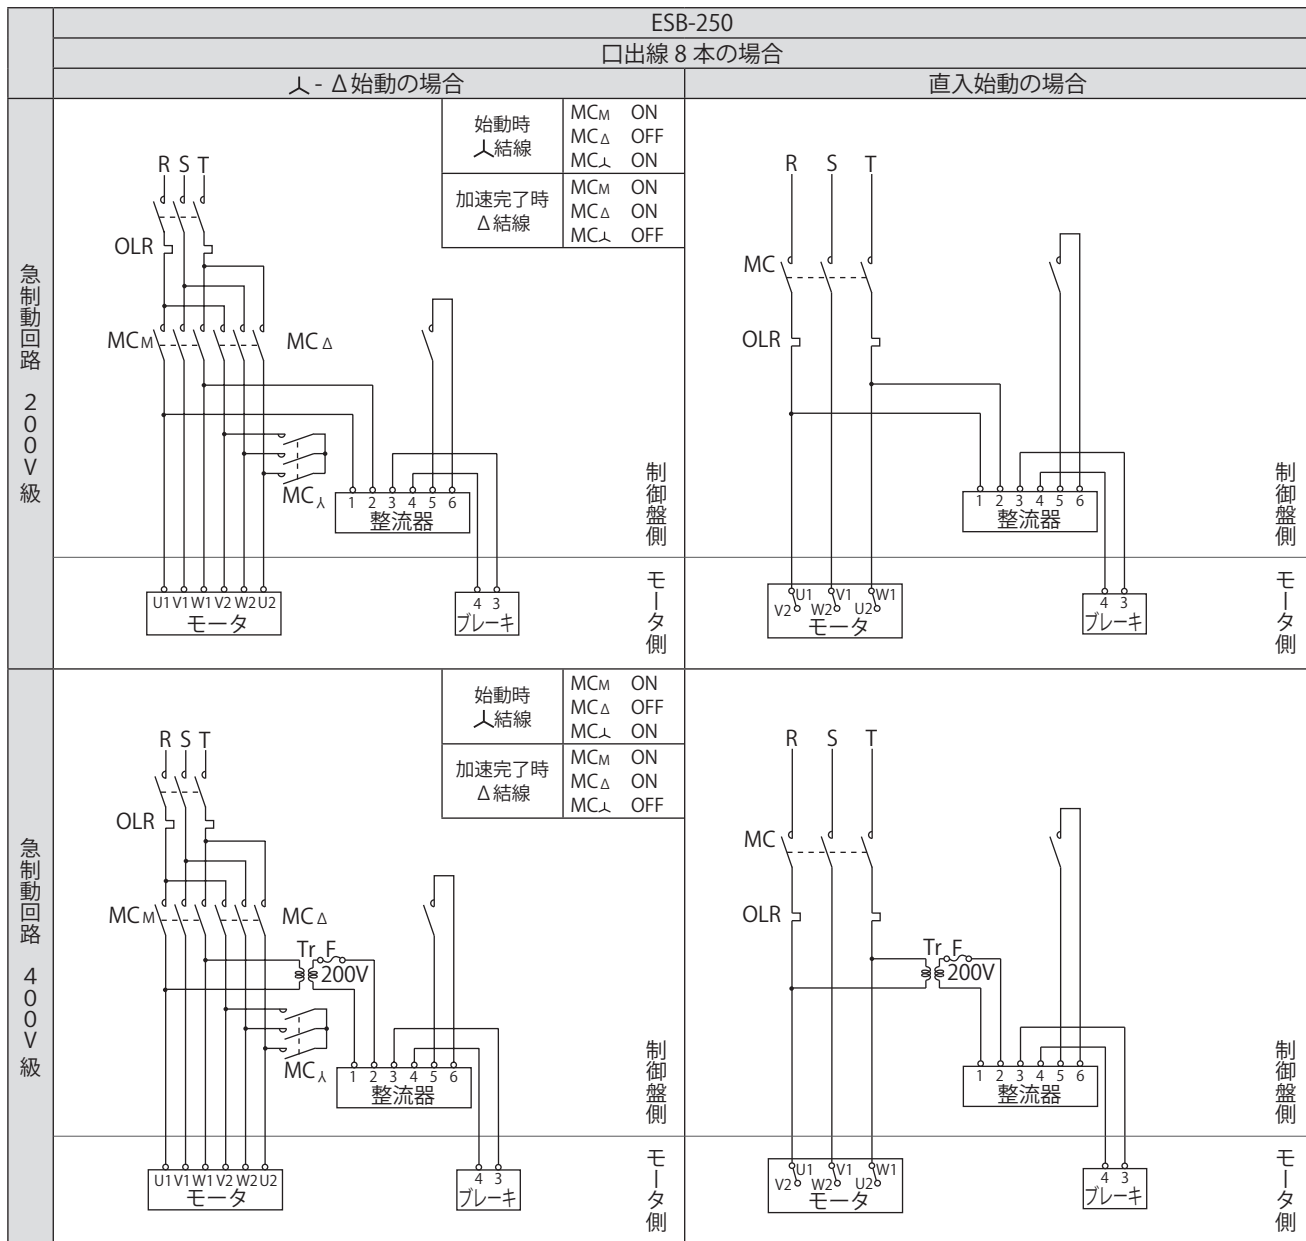 ESB-250
口出線 8 本の場合
人 - Δ始動の場合
直入始動の場合
急制動回路 200V級
始動時
人結線
MCM ON
MCΔ OFF
MC人 ON
加速完了時
Δ結線
MCM ON
MCΔ ON
MC人 OFF
R S T
OLR
MCM
MCΔ
MC人
1 2 3 4 5 6
整流器
制御盤側
U1 V1 W1 V2 W2 U2
モータ
4 3
ブレーキ
モータ側
R S T
MC
OLR
1 2 3 4 5 6
整流器
制御盤側
U1 V1 W1
V2 W2 U2
モータ
4 3
ブレーキ
モータ側
急制動回路 400V級
始動時
人結線
MCM ON
MCΔ OFF
MC人 ON
加速完了時
Δ結線
MCM ON
MCΔ ON
MC人 OFF
R S T
OLR
MCM
MCΔ
Tr F
200V
MC人
1 2 3 4 5 6
整流器
制御盤側
U1 V1 W1 V2 W2 U2
モータ
4 3
ブレーキ
モータ側
R S T
MC
OLR
Tr F
200V
1 2 3 4 5 6
整流器
制御盤側
U1 V1 W1
V2 W2 U2
モータ
4 3
ブレーキ
モータ側